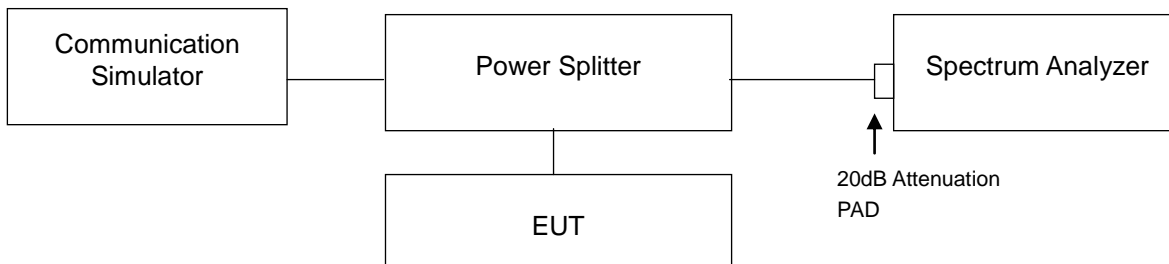 Communication
Simulator
Power Splitter
Spectrum Analyzer
20dB Attenuation
PAD
EUT